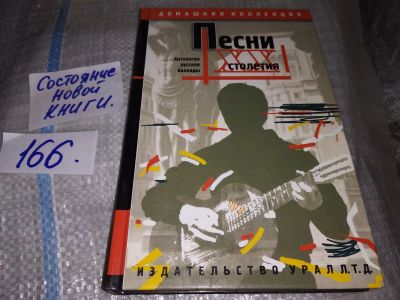 ДОМАШНЯЯ КОЛЛЕКЦИЯ
Песни
XX
столетия
Антология
русской
баллады
Состояние
новой
книги.
166.
ИЗДАТЕЛЬСТВО УРАЛ Л.Т.Д.